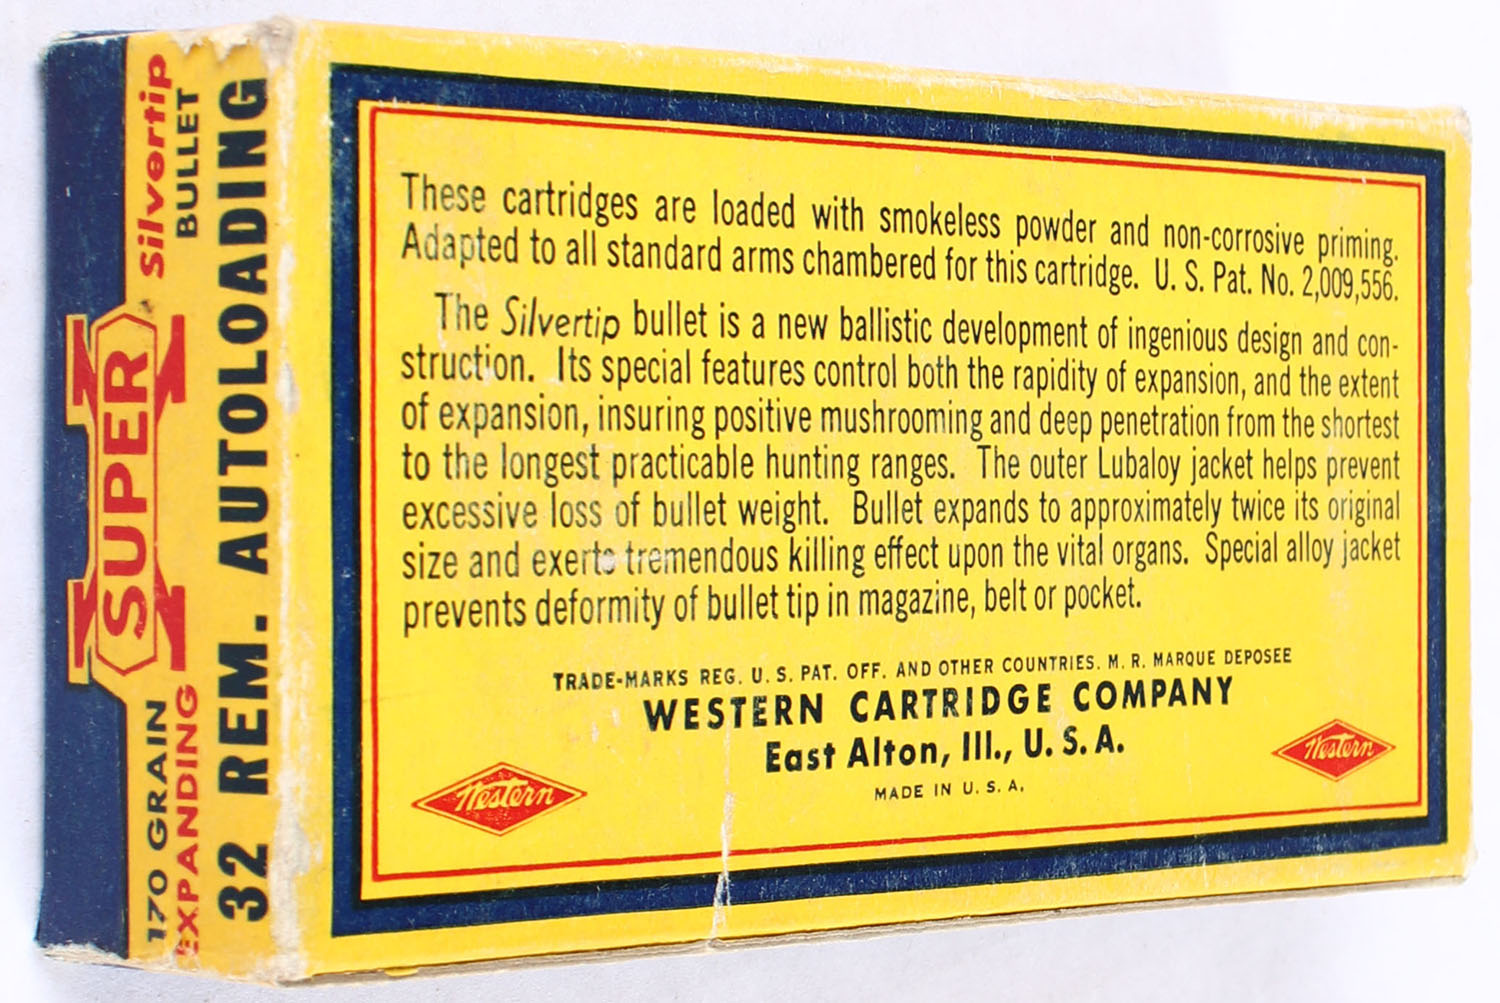 170 GRAIN
EXPANDING
SUPER
X
Silvertip
BULLET
32 REM. AUTOLOADING
These cartridges are loaded with smokeless powder and non-corrosive priming.
Adapted to all standard arms chambered for this cartridge. U. S. Pat. No. 2,009,556.
The Silvertip bullet is a new ballistic development of ingenious design and con-
struction. Its special features control both the rapidity of expansion, and the extent
of expansion, insuring positive mushrooming and deep penetration from the shortest
to the longest practicable hunting ranges. The outer Lubaloy jacket helps prevent
excessive loss of bullet weight. Bullet expands to approximately twice its original
size and exerts tremendous killing effect upon the vital organs. Special alloy jacket
prevents deformity of bullet tip in magazine, belt or pocket.
TRADE-MARKS REG. U. S. PAT. OFF. AND OTHER COUNTRIES. M. R. MARQUE DEPOSEE
WESTERN CARTRIDGE COMPANY
East Alton, Ill., U. S. A.
MADE IN U. S. A.
Western
Western